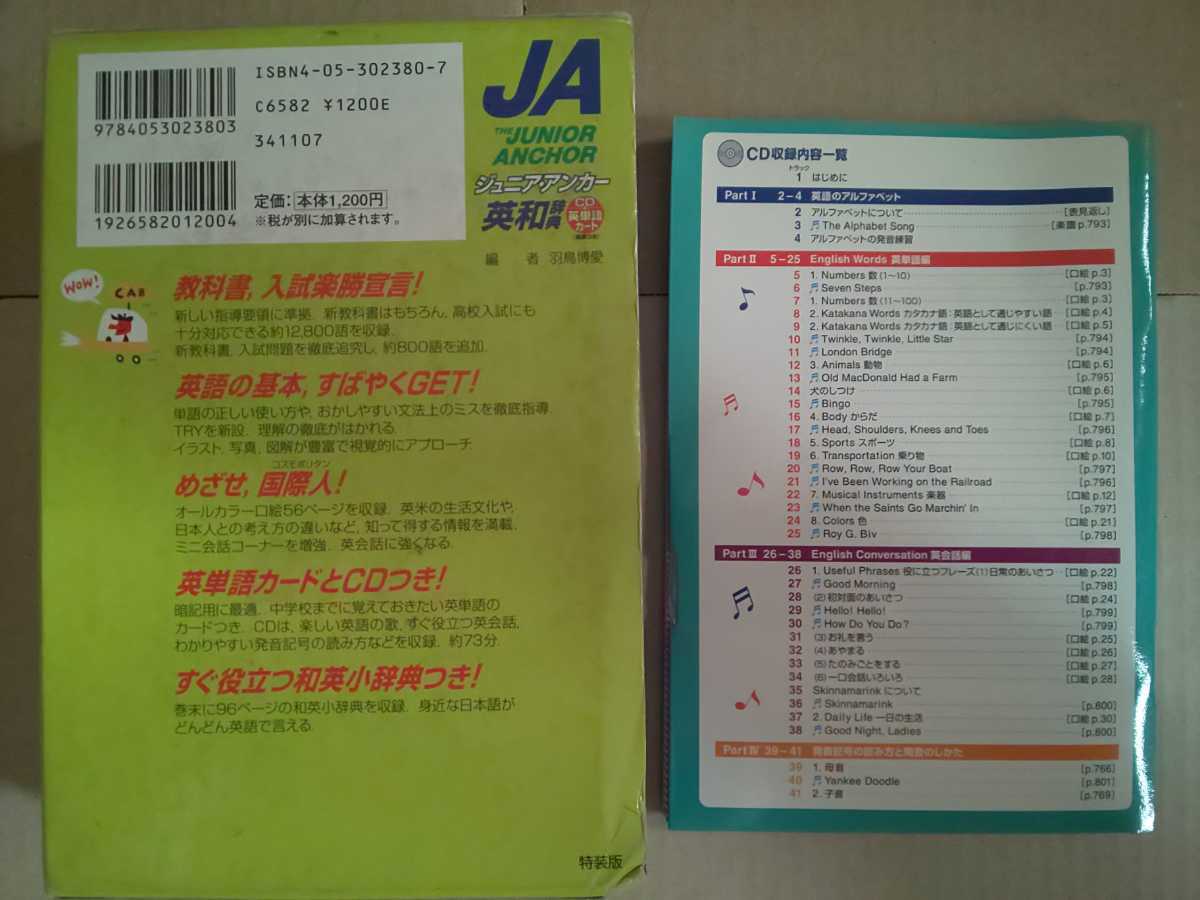 ISBN4-05-302380-7
C6582 ¥1200E
341107
9784053023803
1926582012004
定価：本体1,200円
※税が別に加算されます。
JA
THE JUNIOR
ANCHOR
ジュニア・アンカー
英和辞典
CD
英単語
カード
編 者 羽鳥博愛
WOW!
CAB
教科書，入試楽勝宣言！
新しい指導要領に準拠．新教科書はもちろん，高校入試にも
十分対応できる約12,800語を収録．
新教科書，入試問題を徹底追究し，約800語を追加．
英語の基本，すばやくGET！
単語の正しい使い方や，おかしやすい文法上のミスを徹底指導．
TRYを新設．理解の徹底がはかれる．
イラスト，写真，図解が豊富で視覚的にアプローチ．
コスモポリタン
めざせ，国際人！
オールカラー口絵56ページを収録．英米の生活文化や，
日本人との考え方の違いなど，知って得する情報を満載．
ミニ会話コーナーを増強．英会話に強くなる．
英単語カードとCDつき！
暗記用に最適．中学校までに覚えておきたい英単語の
カードつき．CDは，楽しい英語の歌，すぐ役立つ英会話，
わかりやすい発音記号の読み方などを収録．約73分．
すぐ役立つ和英小辞典つき！
巻末に96ページの和英小辞典を収録．身近な日本語が
どんどん英語で言える．
特装版
CD収録内容一覧
トラック
1 はじめに
Part I 2－4 英語のアルファベット
2 アルファベットについて [表見返し]
3 ♬The Alphabet Song [楽譜 p.793]
4 アルファベットの発音練習
Part II 5－25 English Words 英単語編
5 1. Numbers 数（1〜10） [口絵 p.3]
6 ♬Seven Steps [p.793]
7 1. Numbers 数（11〜100） [口絵 p.3]
8 2. Katakana Words カタカナ語：英語として通じやすい語 [口絵 p.4]
9 2. Katakana Words カタカナ語：英語として通じにくい語 [口絵 p.5]
10 ♬Twinkle, Twinkle, Little Star [p.794]
11 ♬London Bridge [p.794]
12 3. Animals 動物 [口絵 p.6]
13 ♬Old MacDonald Had a Farm [p.795]
14 犬のしつけ [口絵 p.6]
15 ♬Bingo [p.795]
16 4. Body からだ [口絵 p.7]
17 ♬Head, Shoulders, Knees and Toes [p.796]
18 5. Sports スポーツ [口絵 p.8]
19 6. Transportation 乗り物 [口絵 p.10]
20 ♬Row, Row, Row Your Boat [p.797]
21 ♬I've Been Working on the Railroad [p.796]
22 7. Musical Instruments 楽器 [口絵 p.12]
23 ♬When the Saints Go Marchin' In [p.797]
24 8. Colors 色 [口絵 p.21]
25 ♬Roy G. Biv [p.798]
Part III 26－38 English Conversation 英会話編
26 1. Useful Phrases 役に立つフレーズ（1）日常のあいさつ [口絵 p.22]
27 ♬Good Morning [p.798]
28 （2）初対面のあいさつ [口絵 p.24]
29 ♬Hello! Hello! [p.799]
30 ♬How Do You Do? [p.799]
31 （3）お礼を言う [口絵 p.25]
32 （4）あやまる [口絵 p.26]
33 （5）たのみごとをする [口絵 p.27]
34 （6）一口会話いろいろ [口絵 p.28]
35 Skinnamarink について
36 ♬Skinnamarink [p.800]
37 2. Daily Life 一日の生活 [口絵 p.30]
38 ♬Good Night, Ladies [p.800]
Part IV 39－41 発音記号の読み方と発音のしかた
39 1. 母音 [p.766]
40 ♬Yankee Doodle [p.801]
41 2. 子音 [p.769]